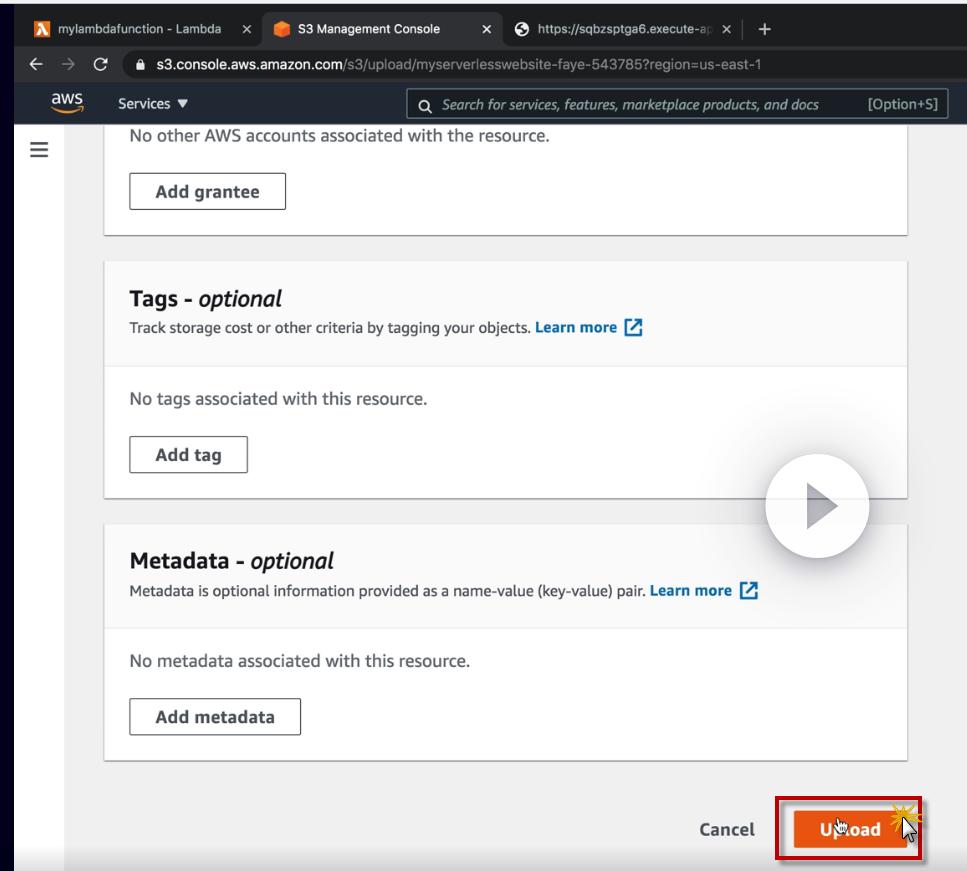 mylambdafunction - Lambda
S3 Management Console
https://sqbzsptga6.execute-ap
s3.console.aws.amazon.com/s3/upload/myserverlesswebsite-faye-543785?region=us-east-1
aws
Services ▼
Search for services, features, marketplace products, and docs
[Option+S]
No other AWS accounts associated with the resource.
Add grantee
Tags - optional
Track storage cost or other criteria by tagging your objects. Learn more
No tags associated with this resource.
Add tag
Metadata - optional
Metadata is optional information provided as a name-value (key-value) pair. Learn more
No metadata associated with this resource.
Add metadata
Cancel
Upload